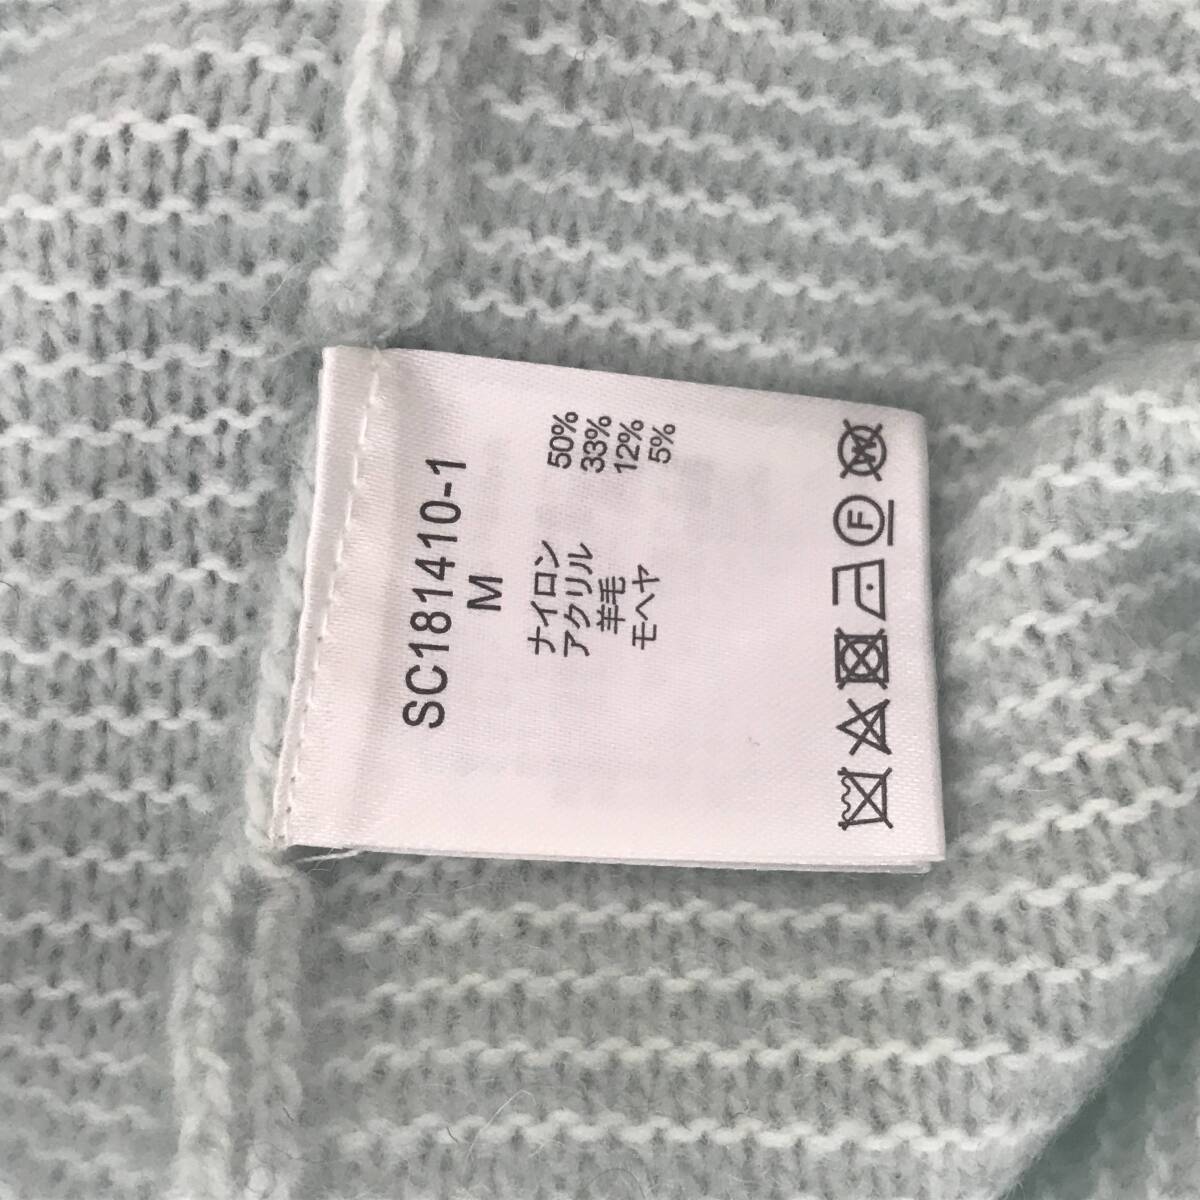 SC181410-1
M
ナイロン 50%
アクリル 33%
羊毛 12%
モヘヤ 5%
F W